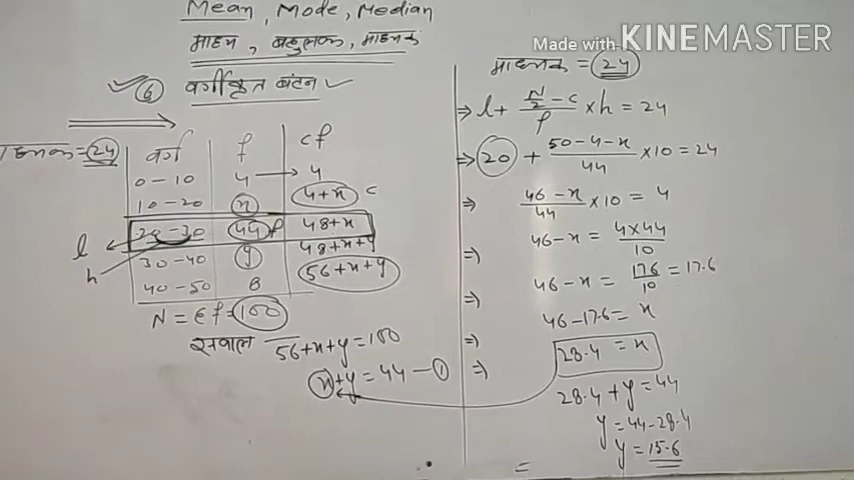 Mean, Mode, Median
माध्य, बहुलक, माध्यक
Made with KINEMASTER
6 वर्गीकृत बंटन
माध्यक = 24
वर्ग f cf
0-10 4 → 4
10-20 x 4+x c
20-30 44 f 48+x
30-40 y 48+x+y
40-50 8 56+x+y
l
h
N = Ef = 100
सवाल 56+x+y=100
x+y = 44 — ①
माध्यक = 24
⇒ l + N/2 - c / f × h = 24
⇒ 20 + 50-4-x / 44 × 10 = 24
⇒ 46-x / 44 × 10 = 4
⇒ 46-x = 4×44 / 10
⇒ 46-x = 176 / 10 = 17.6
⇒ 46-17.6 = x
⇒ 28.4 = x
28.4 + y = 44
y = 44-28.4
y = 15.6
=